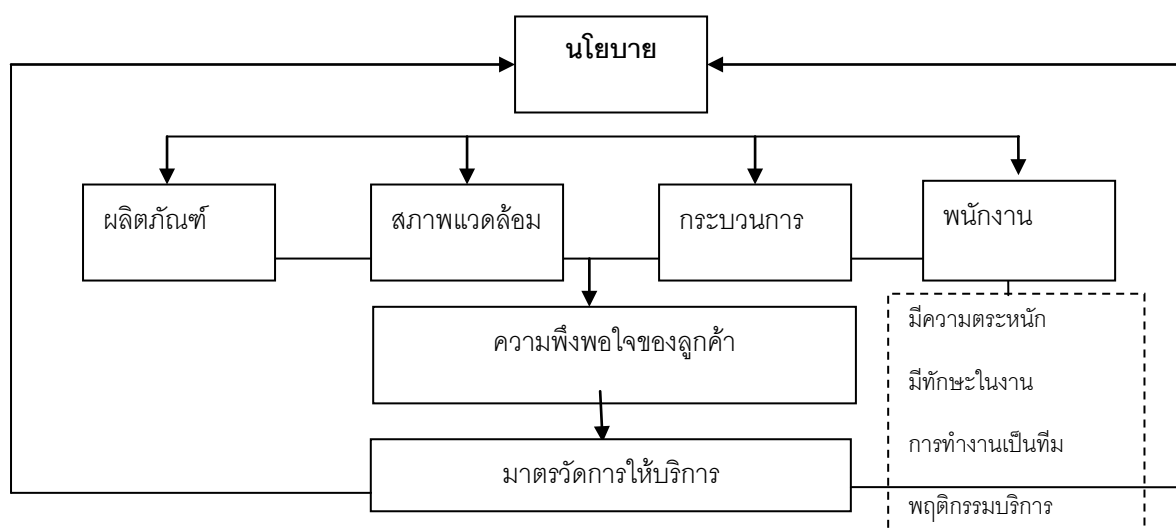 นโยบาย
ผลิตภัณฑ์
สภาพแวดล้อม
กระบวนการ
พนักงาน
ความพึงพอใจของลูกค้า
มีความตระหนัก
มีทักษะในงาน
การทำงานเป็นทีม
มาตรวัดการให้บริการ
พฤติกรรมบริการ